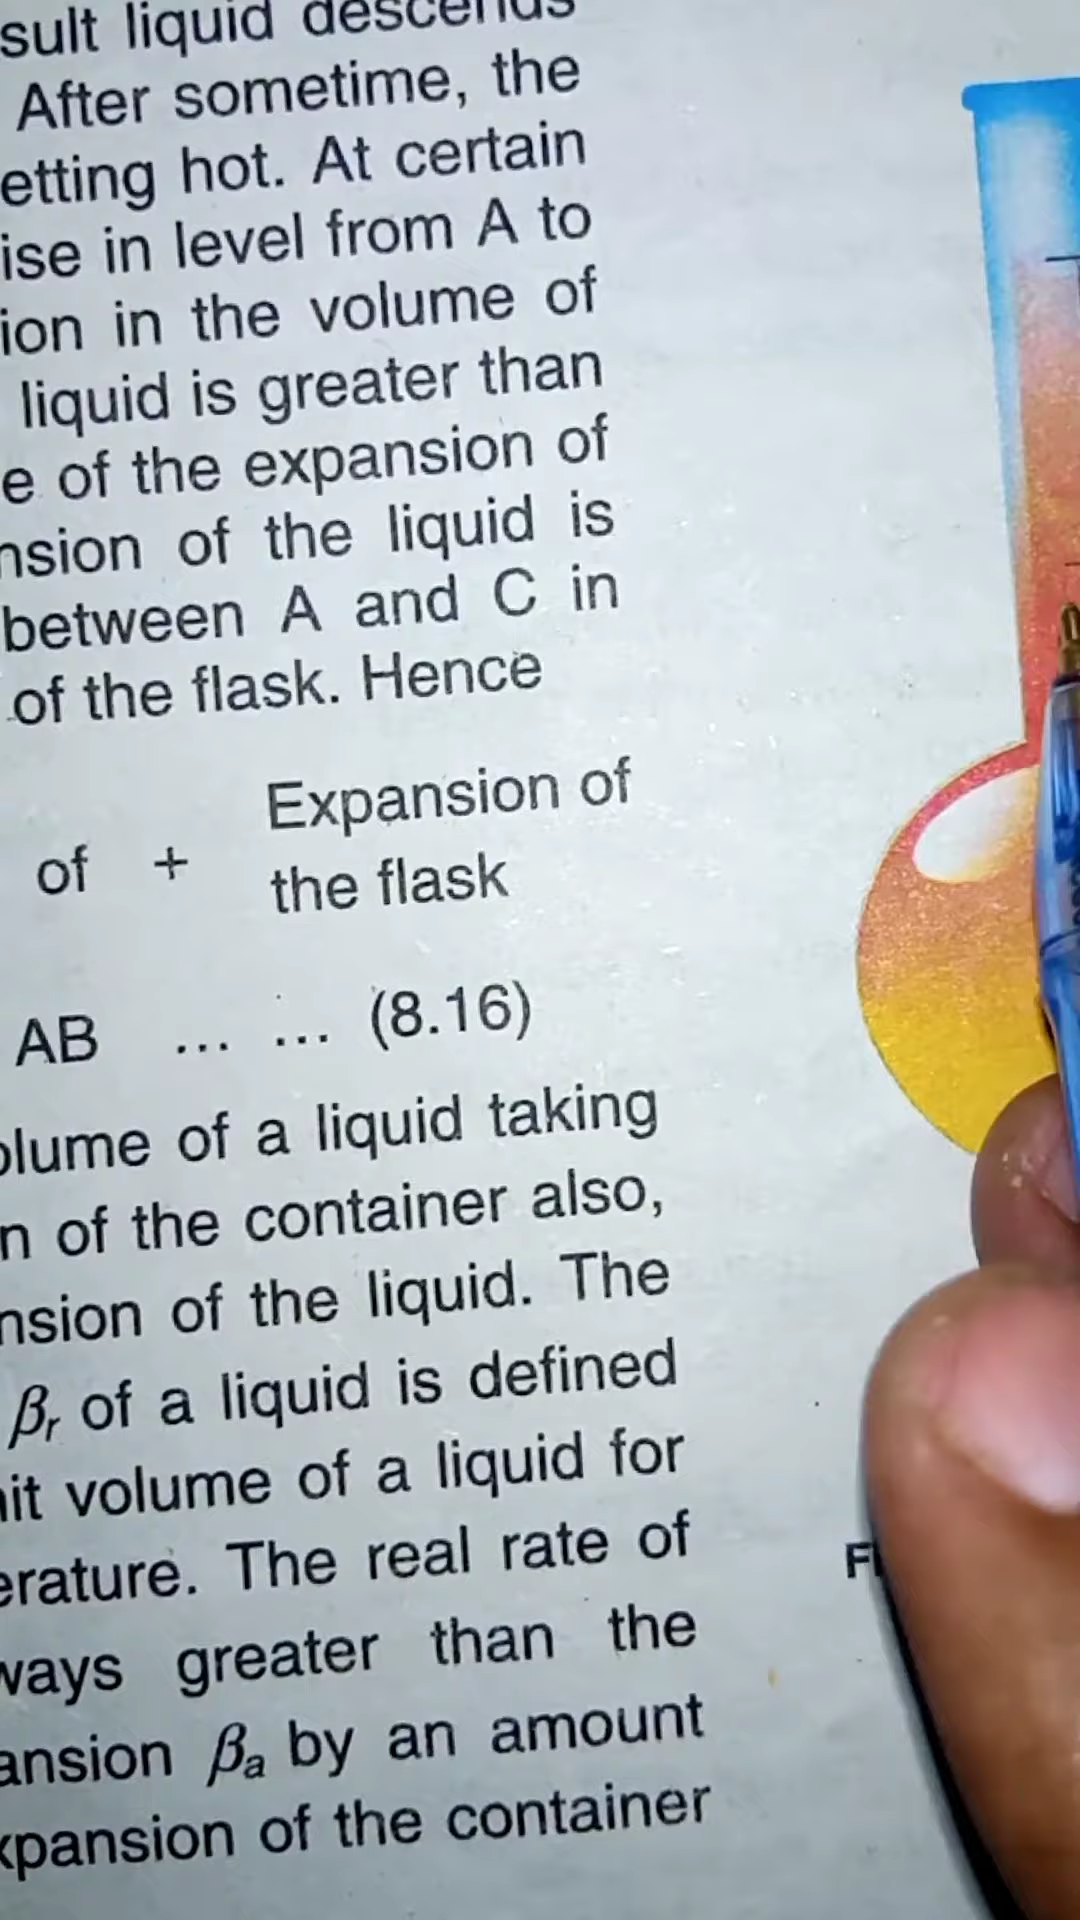 sult liquid descends
After sometime, the
etting hot. At certain
ise in level from A to
ion in the volume of
liquid is greater than
e of the expansion of
nsion of the liquid is
between A and C in
of the flask. Hence
of + Expansion of
the flask
AB ... ... (8.16)
olume of a liquid taking
n of the container also,
nsion of the liquid. The
βr of a liquid is defined
nit volume of a liquid for
erature. The real rate of
ways greater than the
ansion βa by an amount
xpansion of the container